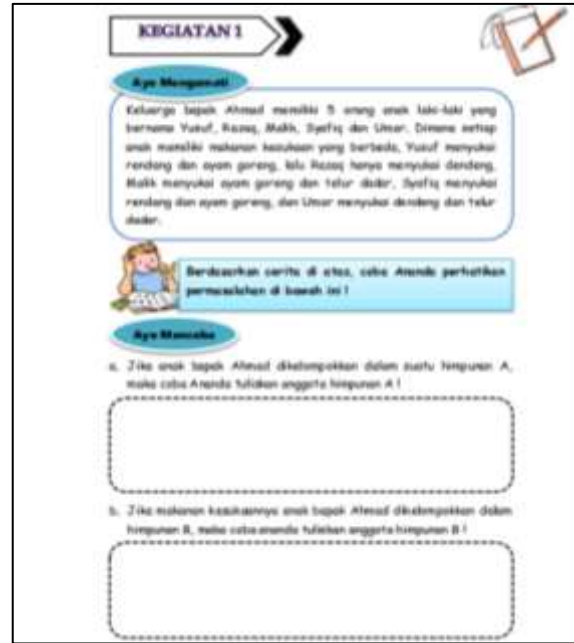 KEGIATAN 1
Ayo Mengamati
Keluarga bapak Ahmad memiliki 5 orang anak laki-laki yang
bernama Yusuf, Razaq, Malik, Syafiq dan Umar. Dimana setiap
anak memiliki makanan kesukaan yang berbeda, Yusuf menyukai
rendang dan ayam goreng, lalu Razaq hanya menyukai dendeng,
Malik menyukai ayam goreng dan telur dadar, Syafiq menyukai
rendang dan ayam goreng, dan Umar menyukai dendeng dan telur
dadar.
Berdasarkan cerita di atas, coba Ananda perhatikan
permasalahan di bawah ini !
Ayo Mencoba
a. Jika anak bapak Ahmad dikelompokkan dalam suatu himpunan A,
maka coba Ananda tuliskan anggota himpunan A !
b. Jika makanan kesukaannya anak bapak Ahmad dikelompokkan dalam
himpunan B, maka coba ananda tuliskan anggota himpunan B !